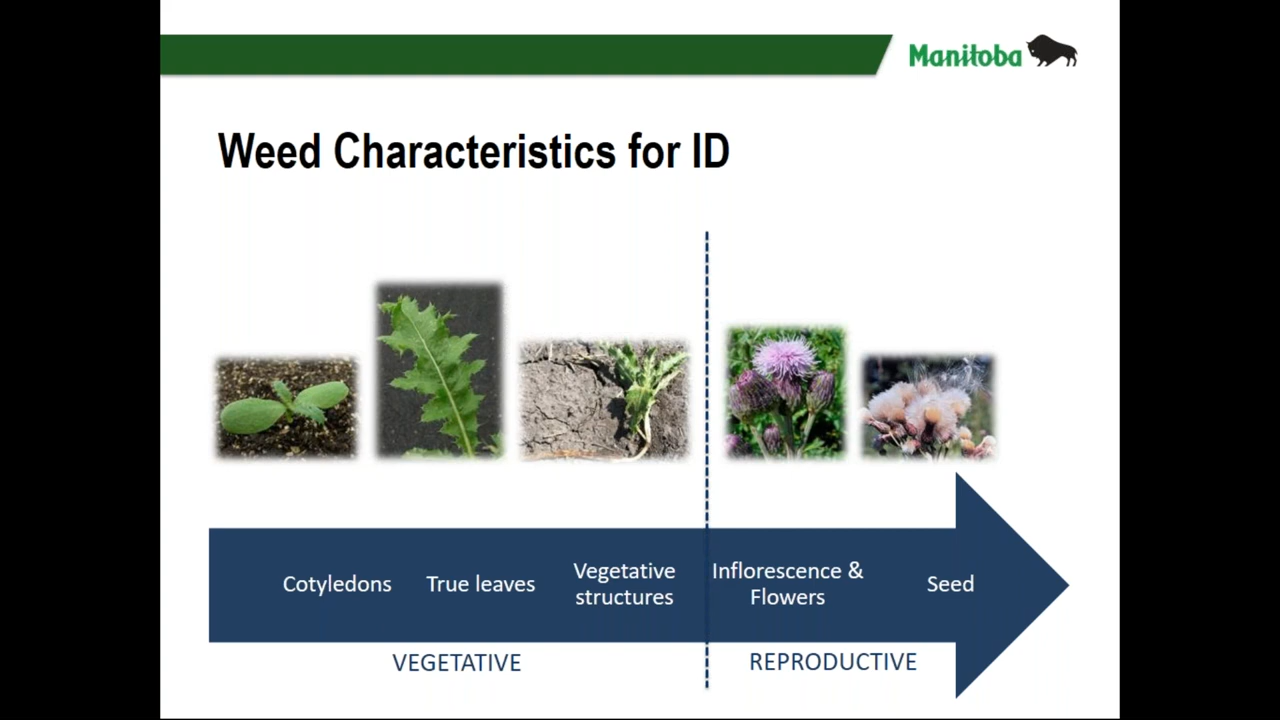 Manitoba
Weed Characteristics for ID
Cotyledons
True leaves
Vegetative
structures
Inflorescence &
Flowers
Seed
VEGETATIVE
REPRODUCTIVE